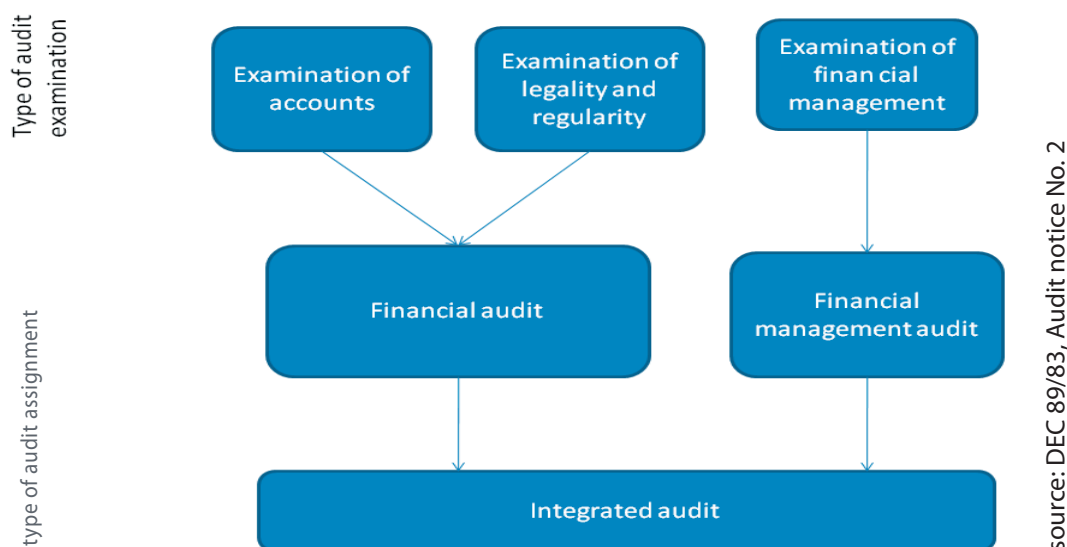 Type of audit
examination
Examination of
accounts
Examination of
legality and
regularity
Examination of
finan cial
management
Financial audit
Financial
management audit
type of audit assignment
Integrated audit
source: DEC 89/83, Audit notice No. 2